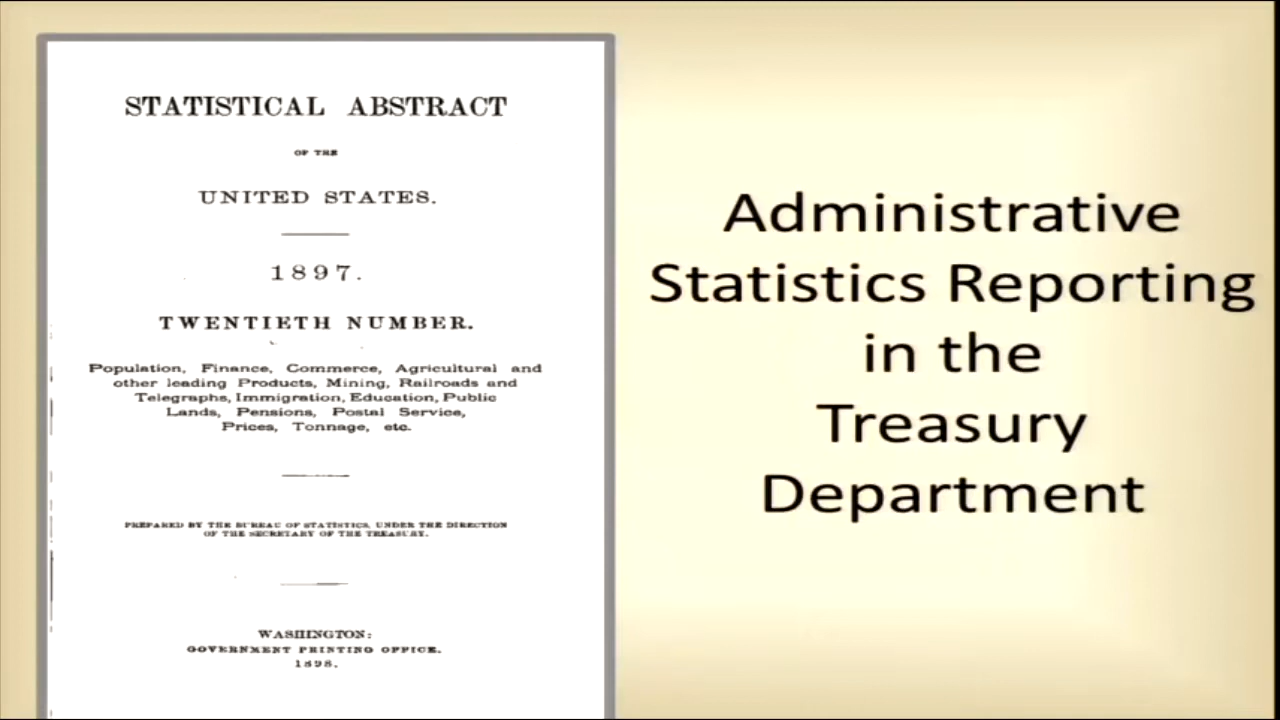 STATISTICAL ABSTRACT
OF THE
UNITED STATES.
1897.
TWENTIETH NUMBER.
Population, Finance, Commerce, Agricultural and
other leading Products, Mining, Railroads and
Telegraphs, Immigration, Education, Public
Lands, Pensions, Postal Service,
Prices, Tonnage, etc.
PREPARED BY THE BUREAU OF STATISTICS, UNDER THE DIRECTION
OF THE SECRETARY OF THE TREASURY.
WASHINGTON:
GOVERNMENT PRINTING OFFICE.
1898.
Administrative
Statistics Reporting
in the
Treasury
Department